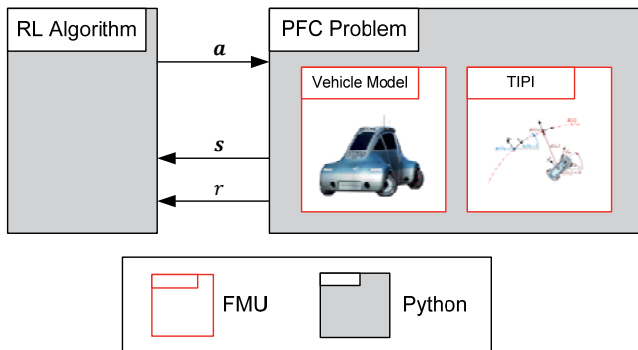 RL Algorithm
PFC Problem
a
Vehicle Model
TIPI
s
r
FMU
Python